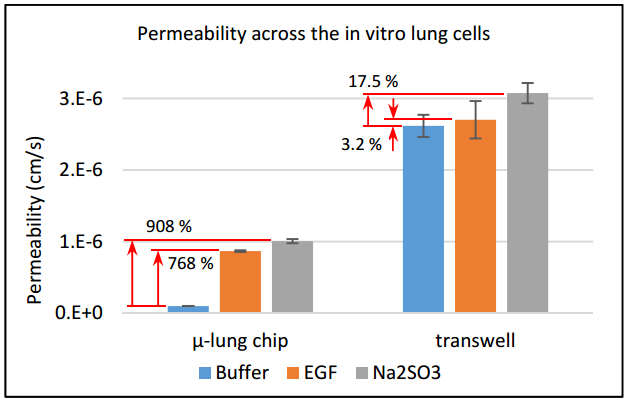 Permeability across the in vitro lung cells
Permeability (cm/s)
3.E-6
2.E-6
1.E-6
0.E+0
17.5 %
3.2 %
908 %
768 %
μ-lung chip
transwell
Buffer
EGF
Na2SO3